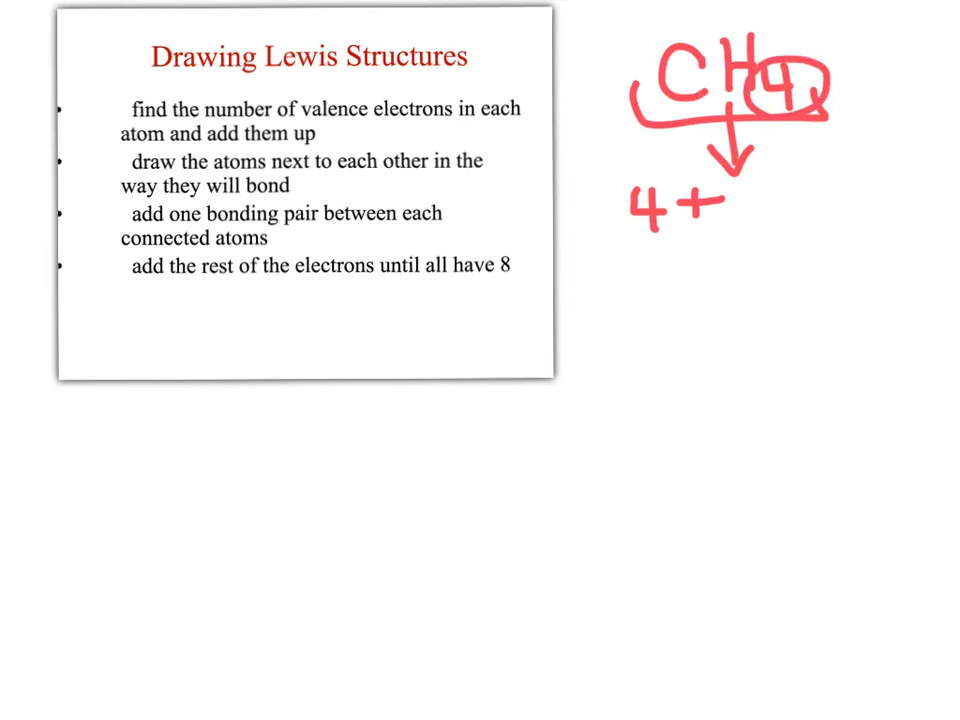 Drawing Lewis Structures
• find the number of valence electrons in each
atom and add them up
• draw the atoms next to each other in the
way they will bond
• add one bonding pair between each
connected atoms
• add the rest of the electrons until all have 8
CH4
4 +